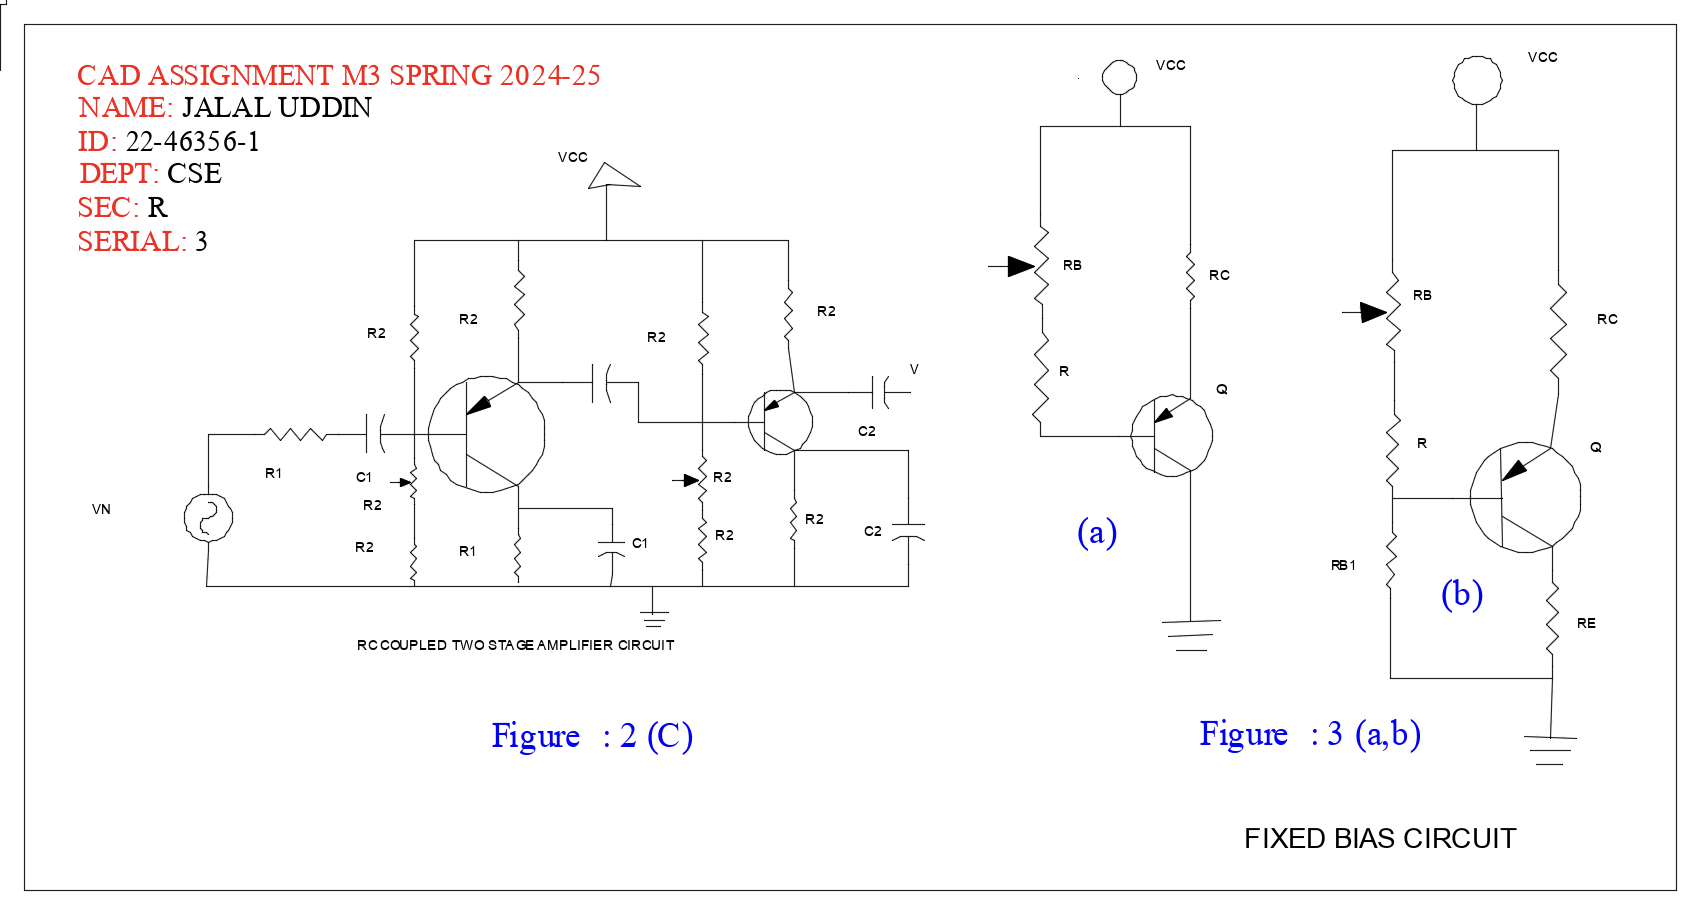 CAD ASSIGNMENT M3 SPRING 2024-25
NAME: JALAL UDDIN
ID: 22-46356-1
DEPT: CSE
SEC: R
SERIAL: 3
VCC
R2
R2
R2
R2
V
C2
R1
C1
R2
R2
VN
R2
R1
C1
R2
R2
C2
RC COUPLED TWO STAGE AMPLIFIER CIRCUIT
Figure : 2 (C)
VCC
RB
RC
R
Q
(a)
VCC
RB
RC
R
Q
RB1
(b)
RE
Figure : 3 (a,b)
FIXED BIAS CIRCUIT